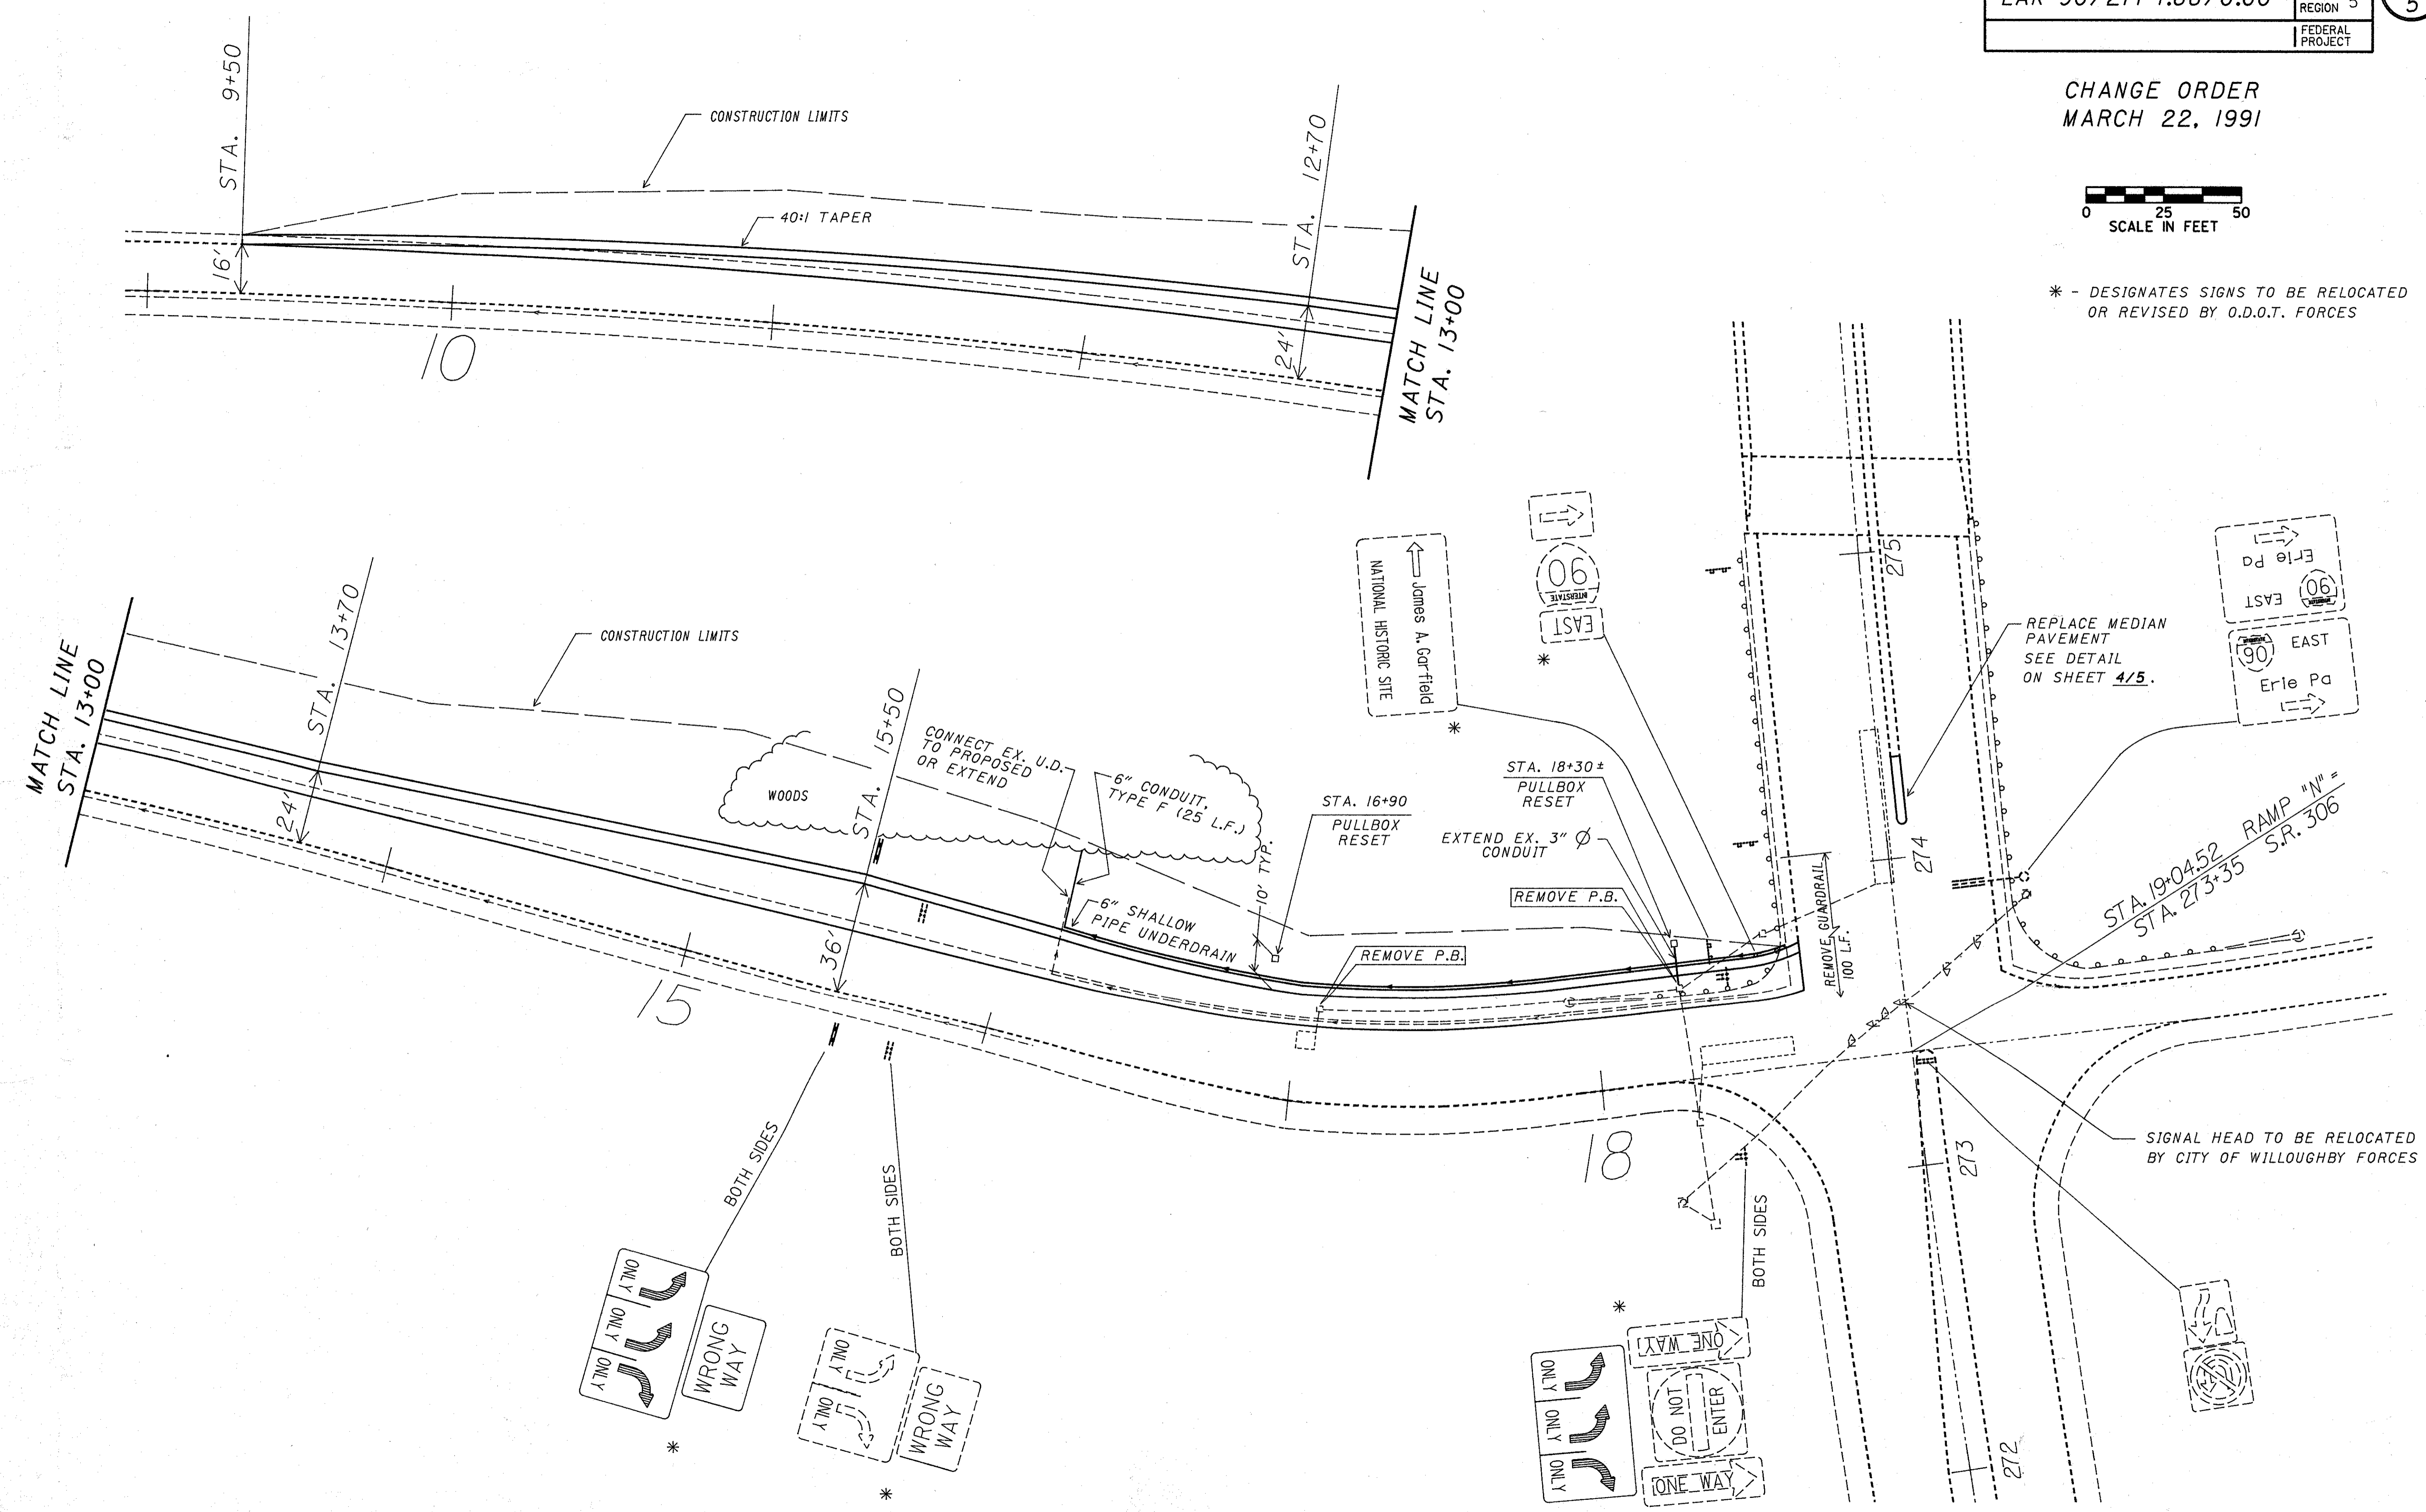 REGION 5
5
FEDERAL
PROJECT
CHANGE ORDER
MARCH 22, 1991
0 25 50
SCALE IN FEET
* - DESIGNATES SIGNS TO BE RELOCATED
OR REVISED BY O.D.O.T. FORCES
STA. 9+50
16'
CONSTRUCTION LIMITS
40:1 TAPER
10
STA. 12+70
24'
MATCH LINE
STA. 13+00
MATCH LINE
STA. 13+00
STA. 13+70
24'
CONSTRUCTION LIMITS
WOODS
STA. 15+50
36'
15
CONNECT EX. U.D.
TO PROPOSED
OR EXTEND
6" CONDUIT,
TYPE F (25 L.F.)
6" SHALLOW
PIPE UNDERDRAIN
10' TYP.
STA. 16+90
PULLBOX
RESET
REMOVE P.B.
STA. 18+30±
PULLBOX
RESET
EXTEND EX. 3" Ø
CONDUIT
REMOVE P.B.
James A. Garfield
NATIONAL HISTORIC SITE
*
90
INTERSTATE
EAST
*
REMOVE GUARDRAIL
100 L.F.
275
274
REPLACE MEDIAN
PAVEMENT
SEE DETAIL
ON SHEET 4/5.
Erie Pa
90 EAST
90 EAST
Erie Pa
STA. 19+04.52 RAMP "N" =
STA. 273+35 S.R. 306
18
273
272
SIGNAL HEAD TO BE RELOCATED
BY CITY OF WILLOUGHBY FORCES
BOTH SIDES
ONLY
ONLY
ONLY
WRONG
WAY
*
BOTH SIDES
ONLY
ONLY
WRONG
WAY
*
BOTH SIDES
*
ONLY
ONLY
ONLY
ONE WAY
DO NOT
ENTER
ONE WAY